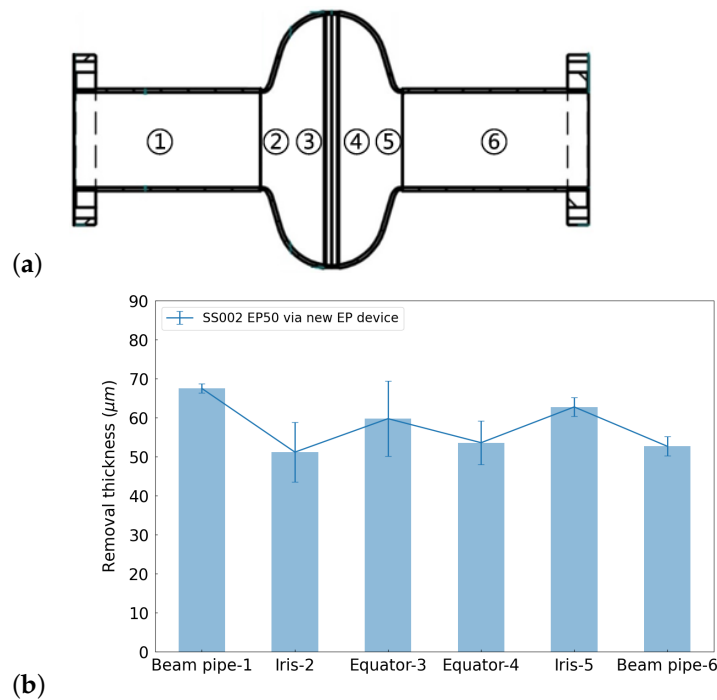 ① ② ③ ④ ⑤ ⑥
(a)
90
80
70
60
50
40
30
20
10
0
Removal thickness (μm)
SS002 EP50 via new EP device
Beam pipe-1 Iris-2 Equator-3 Equator-4 Iris-5 Beam pipe-6
(b)